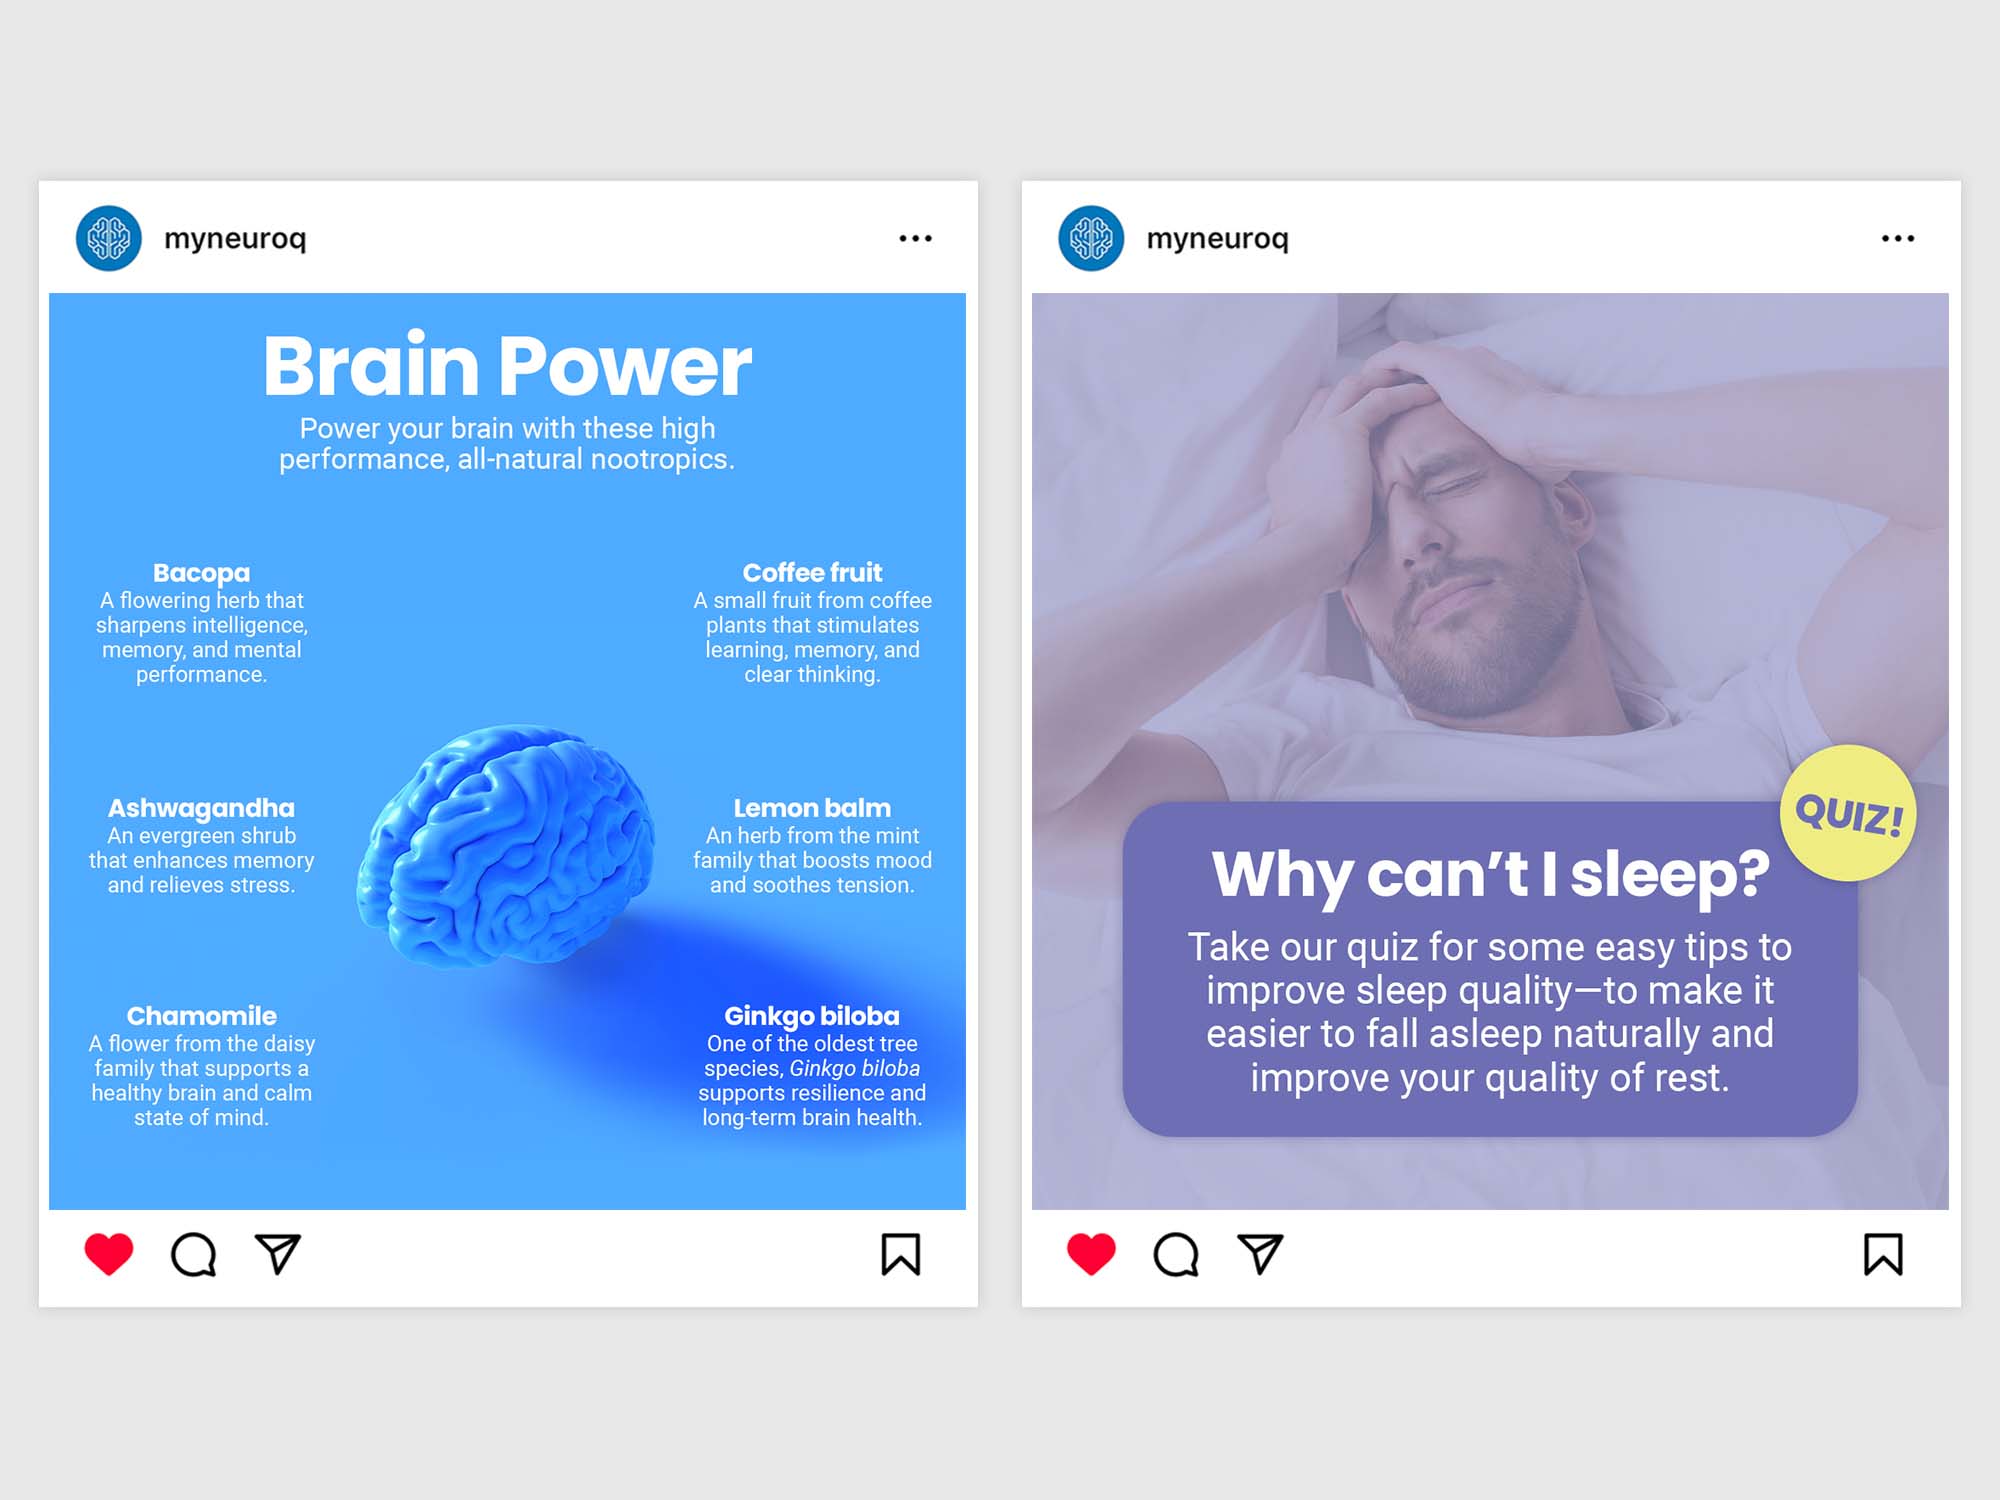 myneuroq
Brain Power
Power your brain with these high
performance, all-natural nootropics.
Bacopa
A flowering herb that
sharpens intelligence,
memory, and mental
performance.
Coffee fruit
A small fruit from coffee
plants that stimulates
learning, memory, and
clear thinking.
Ashwagandha
An evergreen shrub
that enhances memory
and relieves stress.
Lemon balm
An herb from the mint
family that boosts mood
and soothes tension.
Chamomile
A flower from the daisy
family that supports a
healthy brain and calm
state of mind.
Ginkgo biloba
One of the oldest tree
species, Ginkgo biloba
supports resilience and
long-term brain health.
myneuroq
QUIZ!
Why can’t I sleep?
Take our quiz for some easy tips to
improve sleep quality—to make it
easier to fall asleep naturally and
improve your quality of rest.